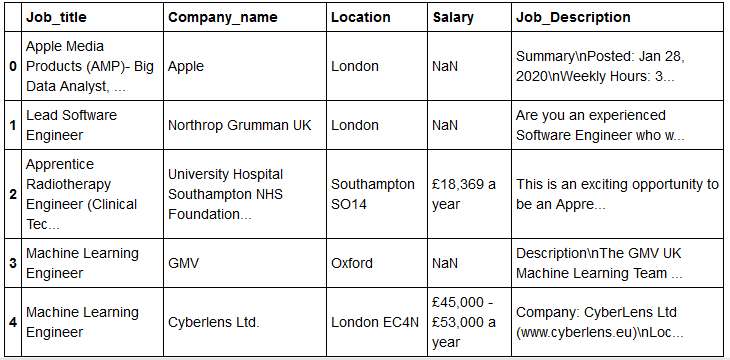 Job_title Company_name Location Salary Job_Description
0 Apple Media Products (AMP)- Big Data Analyst, ... Apple London NaN Summary\nPosted: Jan 28, 2020\nWeekly Hours: 3...
1 Lead Software Engineer Northrop Grumman UK London NaN Are you an experienced Software Engineer who w...
2 Apprentice Radiotherapy Engineer (Clinical Tec... University Hospital Southampton NHS Foundation... Southampton SO14 £18,369 a year This is an exciting opportunity to be an Appre...
3 Machine Learning Engineer GMV Oxford NaN Description\nThe GMV UK Machine Learning Team ...
4 Machine Learning Engineer Cyberlens Ltd. London EC4N £45,000 - £53,000 a year Company: CyberLens Ltd (www.cyberlens.eu)\nLoc...